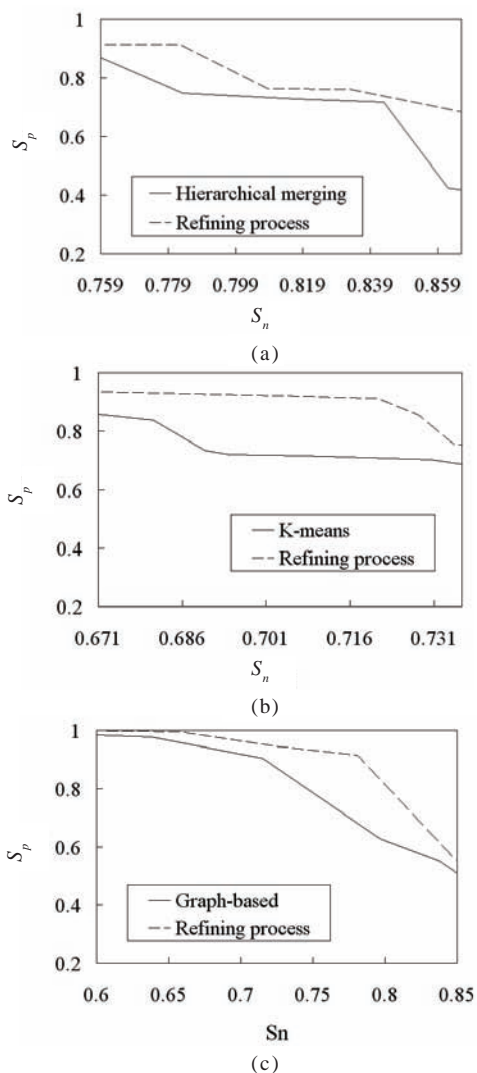 1
0.8
S_p
0.6
0.4
0.2
Hierarchical merging
Refining process
0.759 0.779 0.799 0.819 0.839 0.859
S_n
(a)
1
0.8
S_p
0.6
0.4
0.2
K-means
Refining process
0.671 0.686 0.701 0.716 0.731
S_n
(b)
1
0.8
S_p
0.6
0.4
0.2
Graph-based
Refining process
0.6 0.65 0.7 0.75 0.8 0.85
Sn
(c)